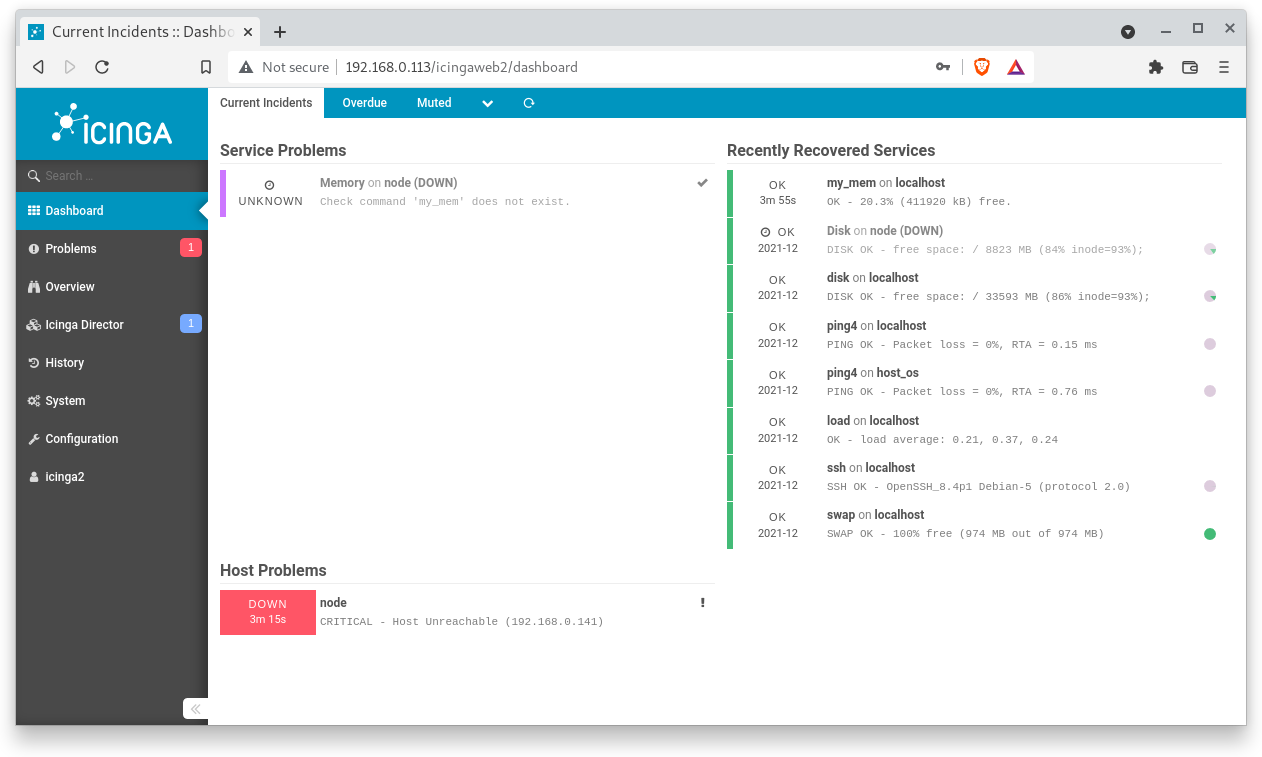 Current Incidents :: Dashbo
Not secure
192.168.0.113/icingaweb2/dashboard
ICINGA
Search ...
Dashboard
Problems 1
Overview
Icinga Director 1
History
System
Configuration
icinga2
Current Incidents Overdue Muted
Service Problems
UNKNOWN
Memory on node (DOWN)
Check command 'my_mem' does not exist.
Host Problems
DOWN
3m 15s
node
CRITICAL - Host Unreachable (192.168.0.141)
Recently Recovered Services
OK
3m 55s
my_mem on localhost
OK - 20.3% (411920 kB) free.
OK
2021-12
Disk on node (DOWN)
DISK OK - free space: / 8823 MB (84% inode=93%);
OK
2021-12
disk on localhost
DISK OK - free space: / 33593 MB (86% inode=93%);
OK
2021-12
ping4 on localhost
PING OK - Packet loss = 0%, RTA = 0.15 ms
OK
2021-12
ping4 on host_os
PING OK - Packet loss = 0%, RTA = 0.76 ms
OK
2021-12
load on localhost
OK - load average: 0.21, 0.37, 0.24
OK
2021-12
ssh on localhost
SSH OK - OpenSSH_8.4p1 Debian-5 (protocol 2.0)
OK
2021-12
swap on localhost
SWAP OK - 100% free (974 MB out of 974 MB)